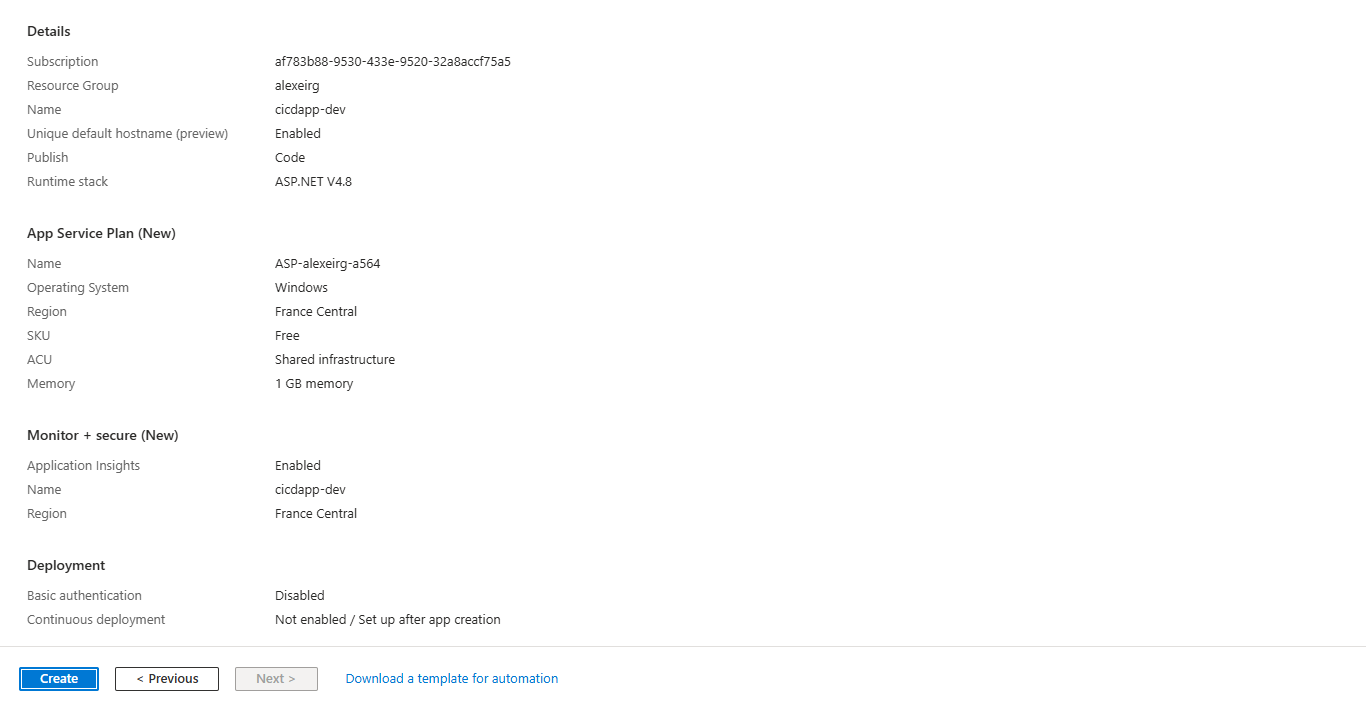 Details
Subscription af783b88-9530-433e-9520-32a8accf75a5
Resource Group alexeirg
Name cicdapp-dev
Unique default hostname (preview) Enabled
Publish Code
Runtime stack ASP.NET V4.8
App Service Plan (New)
Name ASP-alexeirg-a564
Operating System Windows
Region France Central
SKU Free
ACU Shared infrastructure
Memory 1 GB memory
Monitor + secure (New)
Application Insights Enabled
Name cicdapp-dev
Region France Central
Deployment
Basic authentication Disabled
Continuous deployment Not enabled / Set up after app creation
Create < Previous Next > Download a template for automation